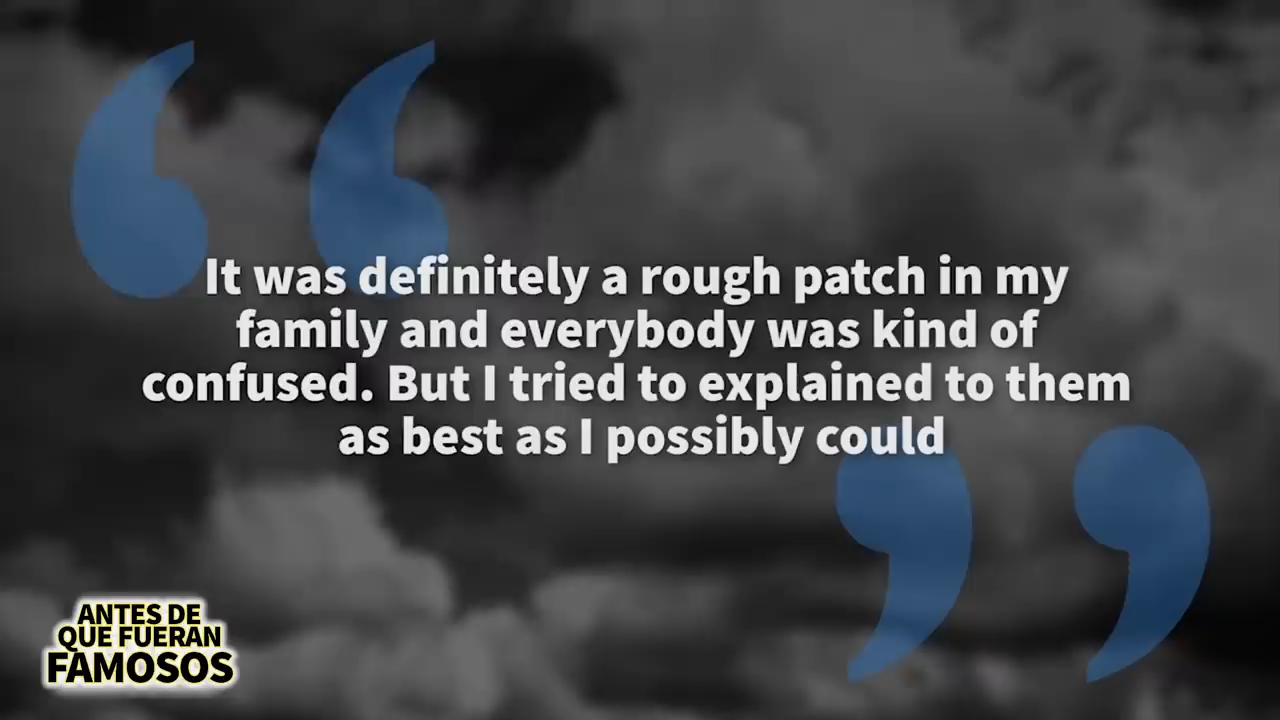 It was definitely a rough patch in my
family and everybody was kind of
confused. But I tried to explained to them
as best as I possibly could
ANTES DE
QUE FUERAN
FAMOSOS